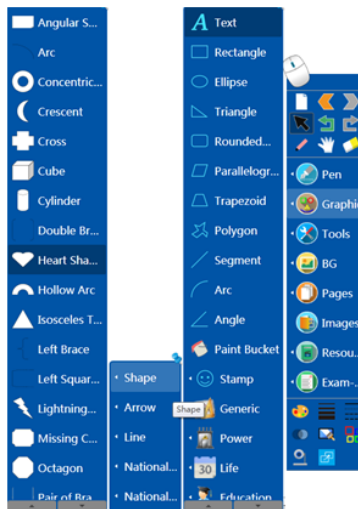 Angular S...
Arc
Concentric...
Crescent
Cross
Cube
Cylinder
Double Br...
Heart Sha...
Hollow Arc
Isosceles T...
Left Brace
Left Squar...
Lightning...
Missing C...
Octagon
Pair of Bra...
Shape
Arrow
Line
National...
National...
Shape
A Text
Rectangle
Ellipse
Triangle
Rounded...
Parallelogr...
Trapezoid
Polygon
Segment
Arc
Angle
Paint Bucket
Stamp
Generic
Power
30 Life
Education
Pen
Graphic
Tools
BG
Pages
Images
Resou...
Exam-...